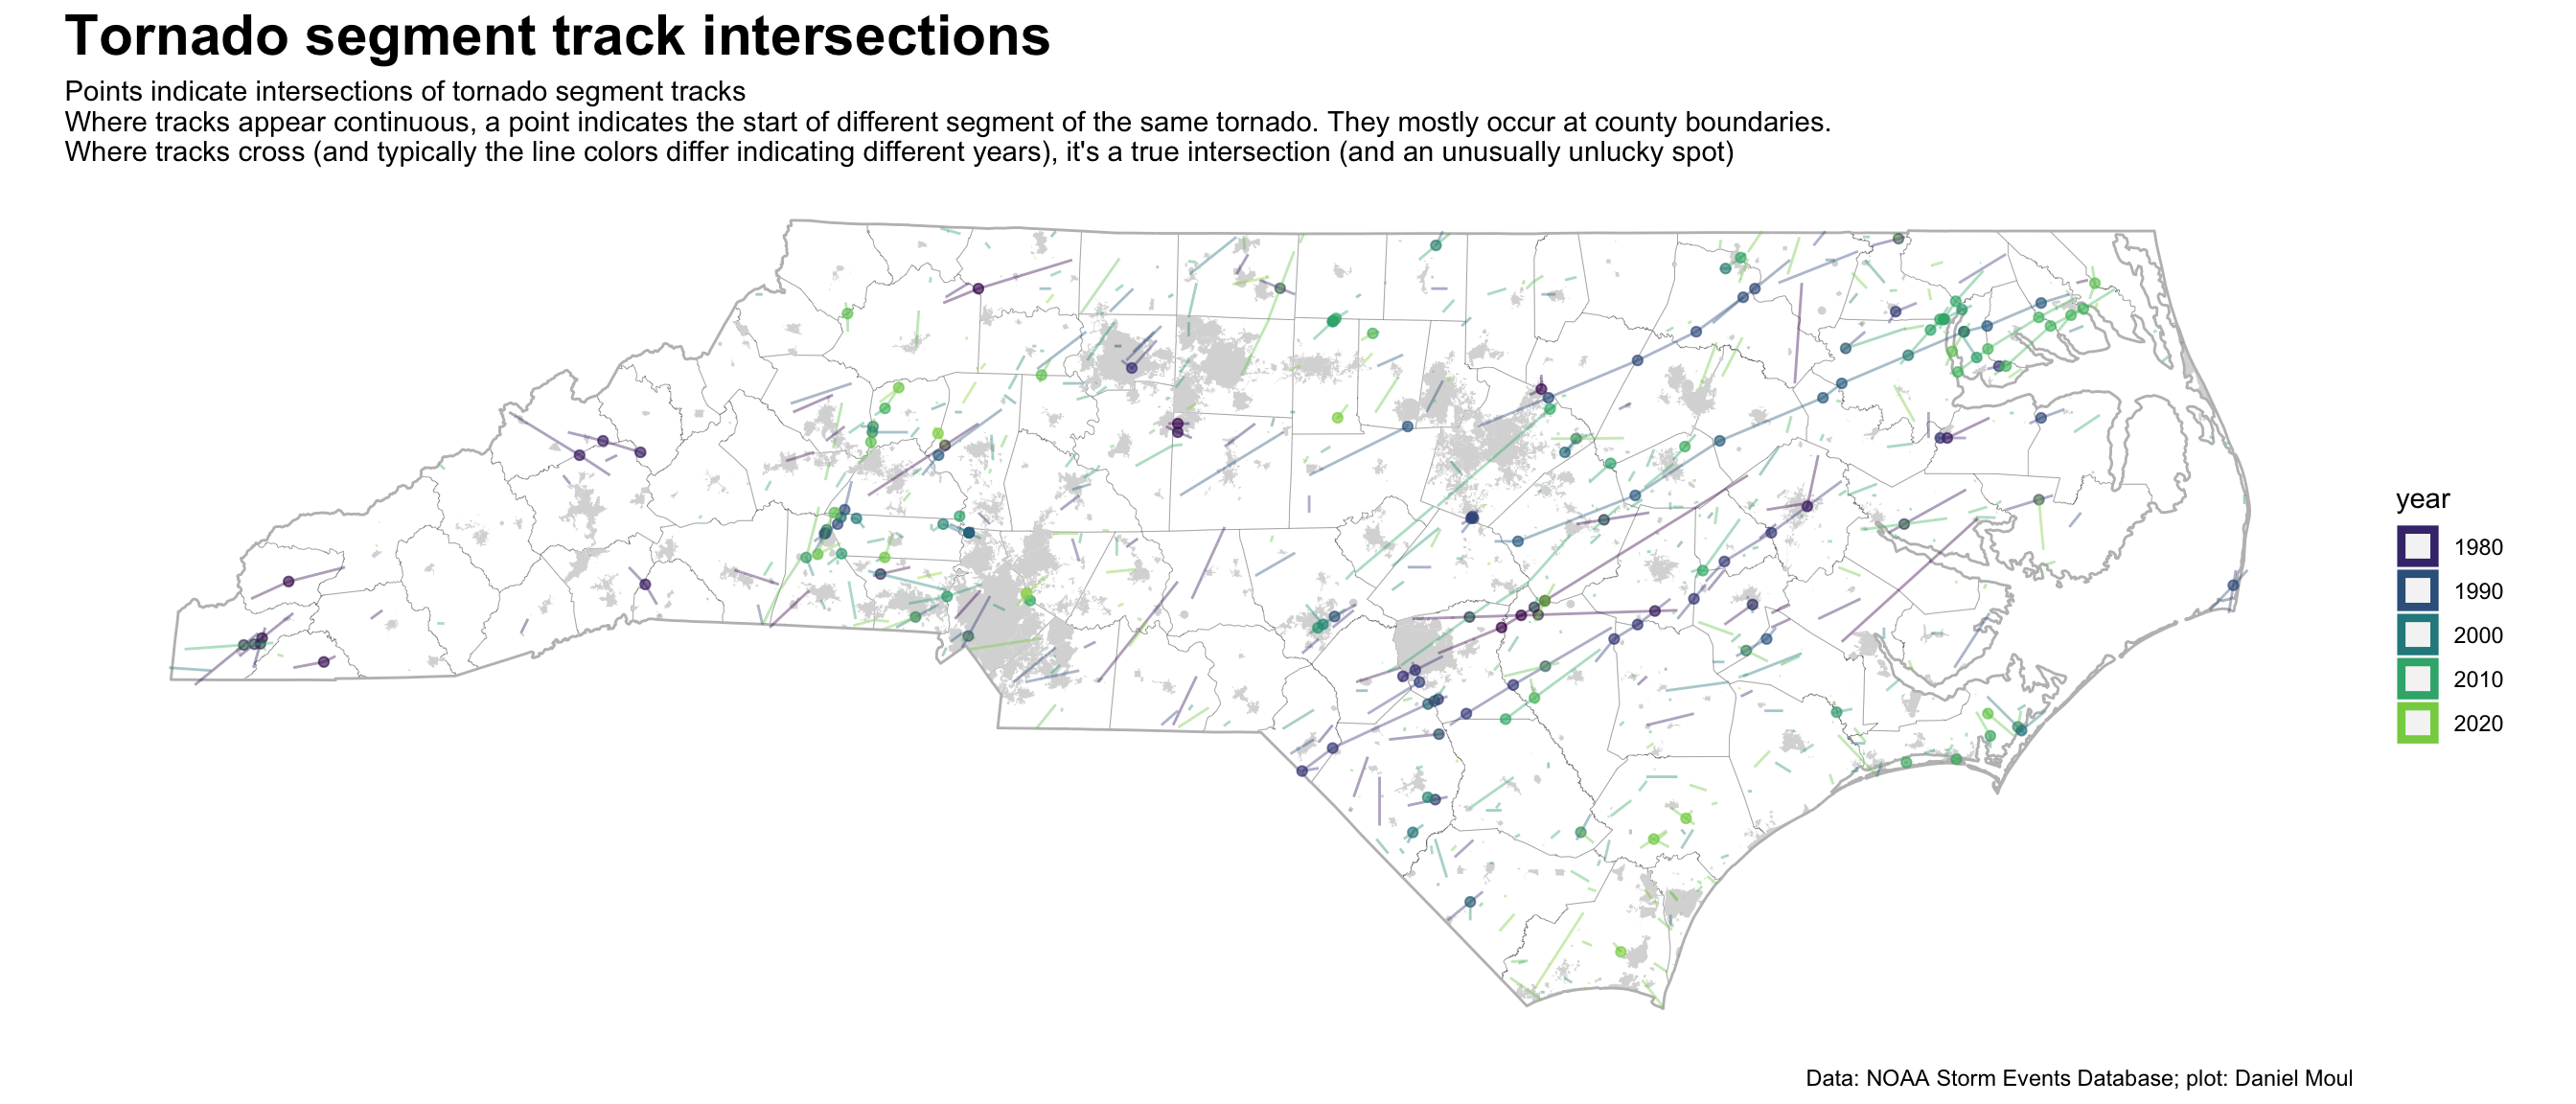 Tornado segment track intersections
Points indicate intersections of tornado segment tracks
Where tracks appear continuous, a point indicates the start of different segment of the same tornado. They mostly occur at county boundaries.
Where tracks cross (and typically the line colors differ indicating different years), it's a true intersection (and an unusually unlucky spot)
year
1980
1990
2000
2010
2020
Data: NOAA Storm Events Database; plot: Daniel Moul